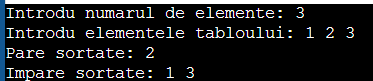 Introdu numarul de elemente: 3
Introdu elementele tabloului: 1 2 3
Pare sortate: 2
Impare sortate: 1 3